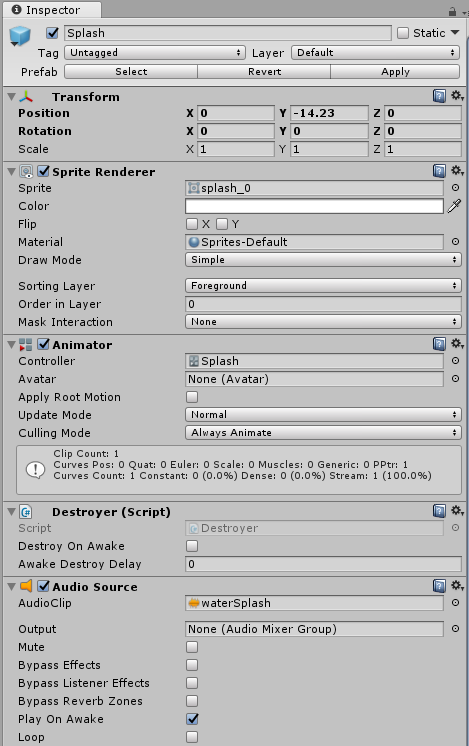 Inspector
Splash Static
Tag Untagged Layer Default
Prefab Select Revert Apply
Transform
Position X 0 Y -14.23 Z 0
Rotation X 0 Y 0 Z 0
Scale X 1 Y 1 Z 1
Sprite Renderer
Sprite splash_0
Color
Flip X Y
Material Sprites-Default
Draw Mode Simple
Sorting Layer Foreground
Order in Layer 0
Mask Interaction None
Animator
Controller Splash
Avatar None (Avatar)
Apply Root Motion
Update Mode Normal
Culling Mode Always Animate
Clip Count: 1
Curves Pos: 0 Quat: 0 Euler: 0 Scale: 0 Muscles: 0 Generic: 0 PPtr: 1
Curves Count: 1 Constant: 0 (0.0%) Dense: 0 (0.0%) Stream: 1 (100.0%)
Destroyer (Script)
Script Destroyer
Destroy On Awake
Awake Destroy Delay 0
Audio Source
AudioClip waterSplash
Output None (Audio Mixer Group)
Mute
Bypass Effects
Bypass Listener Effects
Bypass Reverb Zones
Play On Awake
Loop